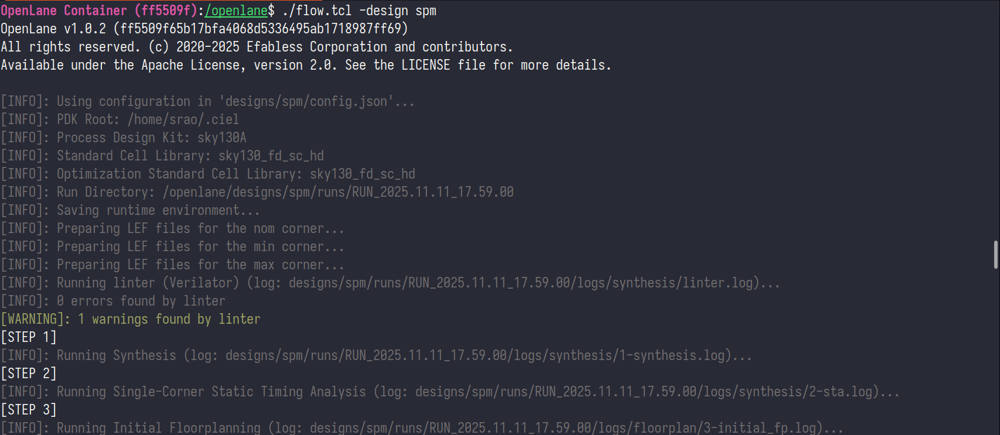 OpenLane Container (ff5509f):/openlane$ ./flow.tcl -design spm
OpenLane v1.0.2 (ff5509f65b17bfa4068d5336495ab1718987ff69)
All rights reserved. (c) 2020-2025 Efabless Corporation and contributors.
Available under the Apache License, version 2.0. See the LICENSE file for more details.
[INFO]: Using configuration in 'designs/spm/config.json'...
[INFO]: PDK Root: /home/srao/.ciel
[INFO]: Process Design Kit: sky130A
[INFO]: Standard Cell Library: sky130_fd_sc_hd
[INFO]: Optimization Standard Cell Library: sky130_fd_sc_hd
[INFO]: Run Directory: /openlane/designs/spm/runs/RUN_2025.11.11_17.59.00
[INFO]: Saving runtime environment...
[INFO]: Preparing LEF files for the nom corner...
[INFO]: Preparing LEF files for the min corner...
[INFO]: Preparing LEF files for the max corner...
[INFO]: Running linter (Verilator) (log: designs/spm/runs/RUN_2025.11.11_17.59.00/logs/synthesis/linter.log)...
[INFO]: 0 errors found by linter
[WARNING]: 1 warnings found by linter
[STEP 1]
[INFO]: Running Synthesis (log: designs/spm/runs/RUN_2025.11.11_17.59.00/logs/synthesis/1-synthesis.log)...
[STEP 2]
[INFO]: Running Single-Corner Static Timing Analysis (log: designs/spm/runs/RUN_2025.11.11_17.59.00/logs/synthesis/2-sta.log)...
[STEP 3]
[INFO]: Running Initial Floorplanning (log: designs/spm/runs/RUN_2025.11.11_17.59.00/logs/floorplan/3-initial_fp.log)...